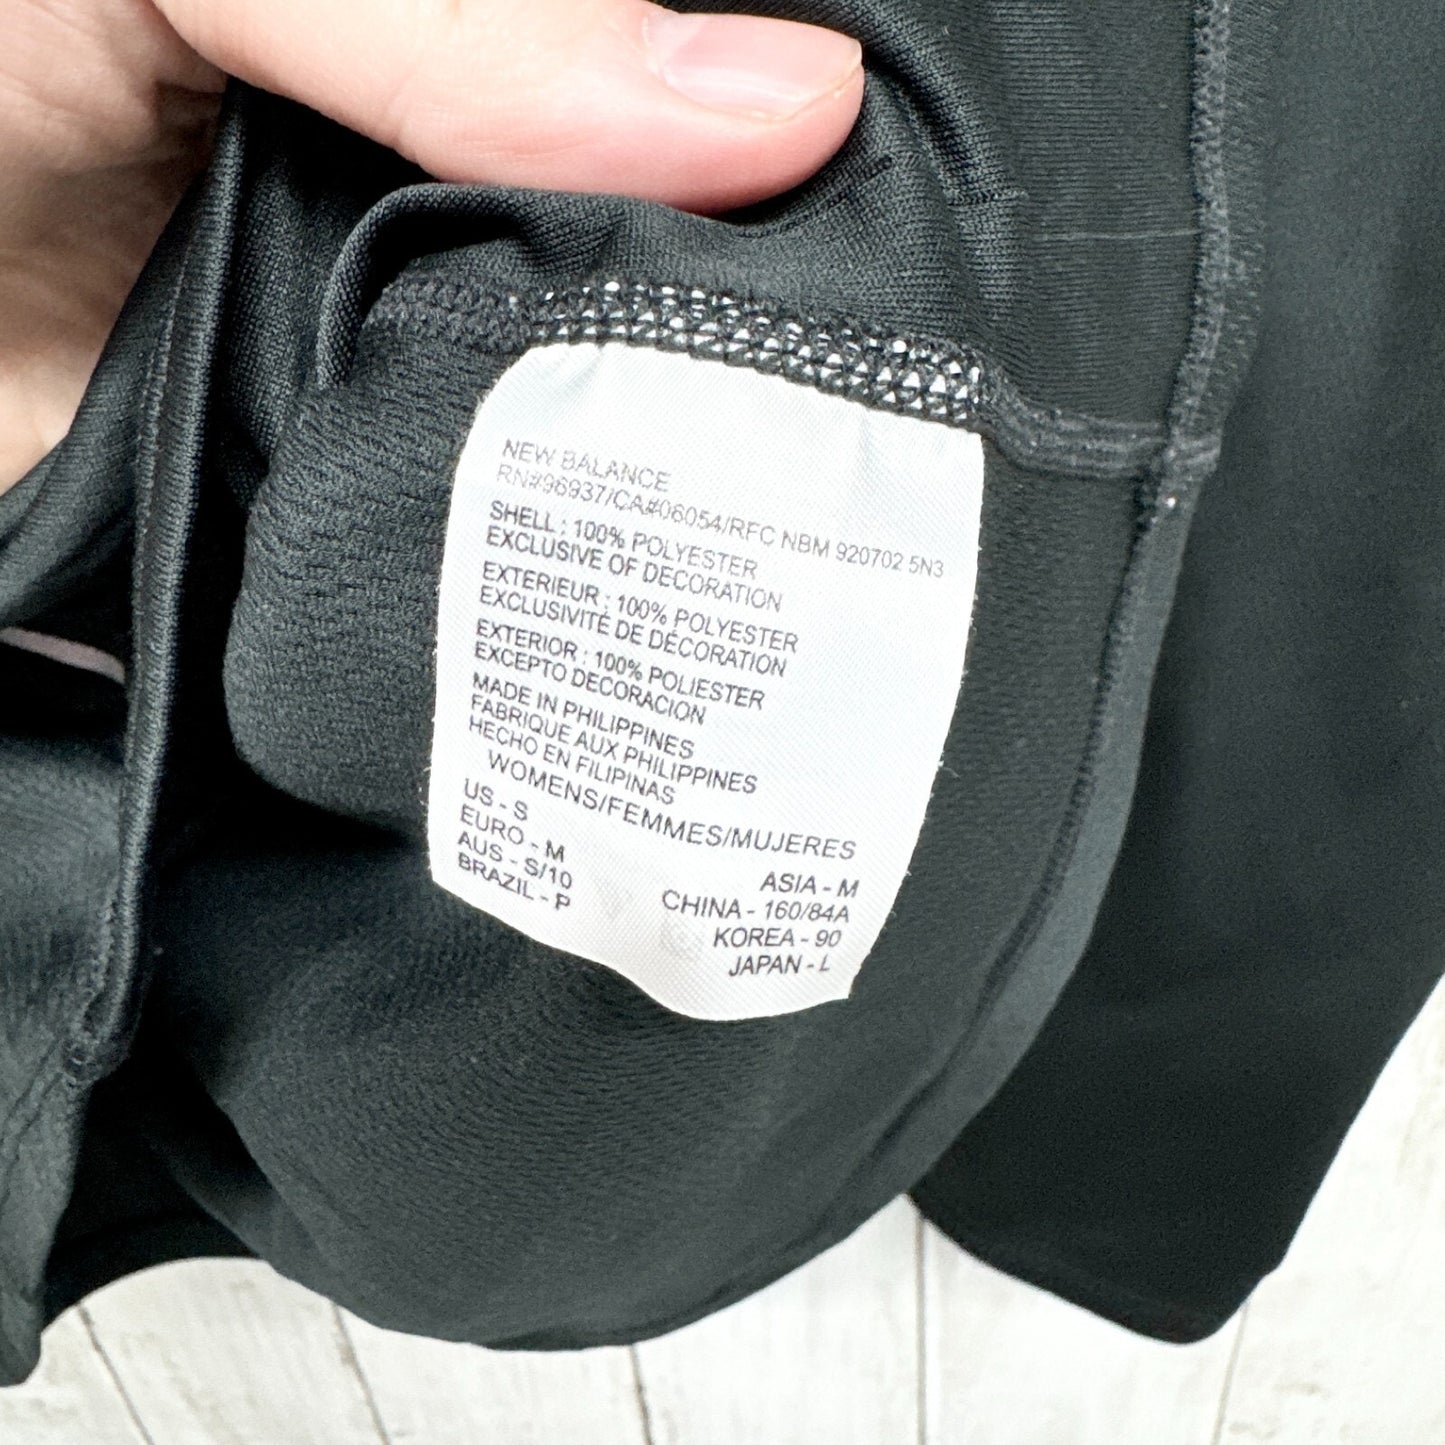 NEW BALANCE
RN#96937/CA#06054/RFC NBM 920702 5N3
SHELL : 100% POLYESTER
EXCLUSIVE OF DECORATION
EXTERIEUR : 100% POLYESTER
EXCLUSIVITÉ DE DÉCORATION
EXTERIOR : 100% POLIESTER
EXCEPTO DECORACION
MADE IN PHILIPPINES
FABRIQUE AUX PHILIPPINES
HECHO EN FILIPINAS
WOMENS/FEMMES/MUJERES
US - S
EURO - M
AUS - S/10
BRAZIL - P
ASIA - M
CHINA - 160/84A
KOREA - 90
JAPAN - L